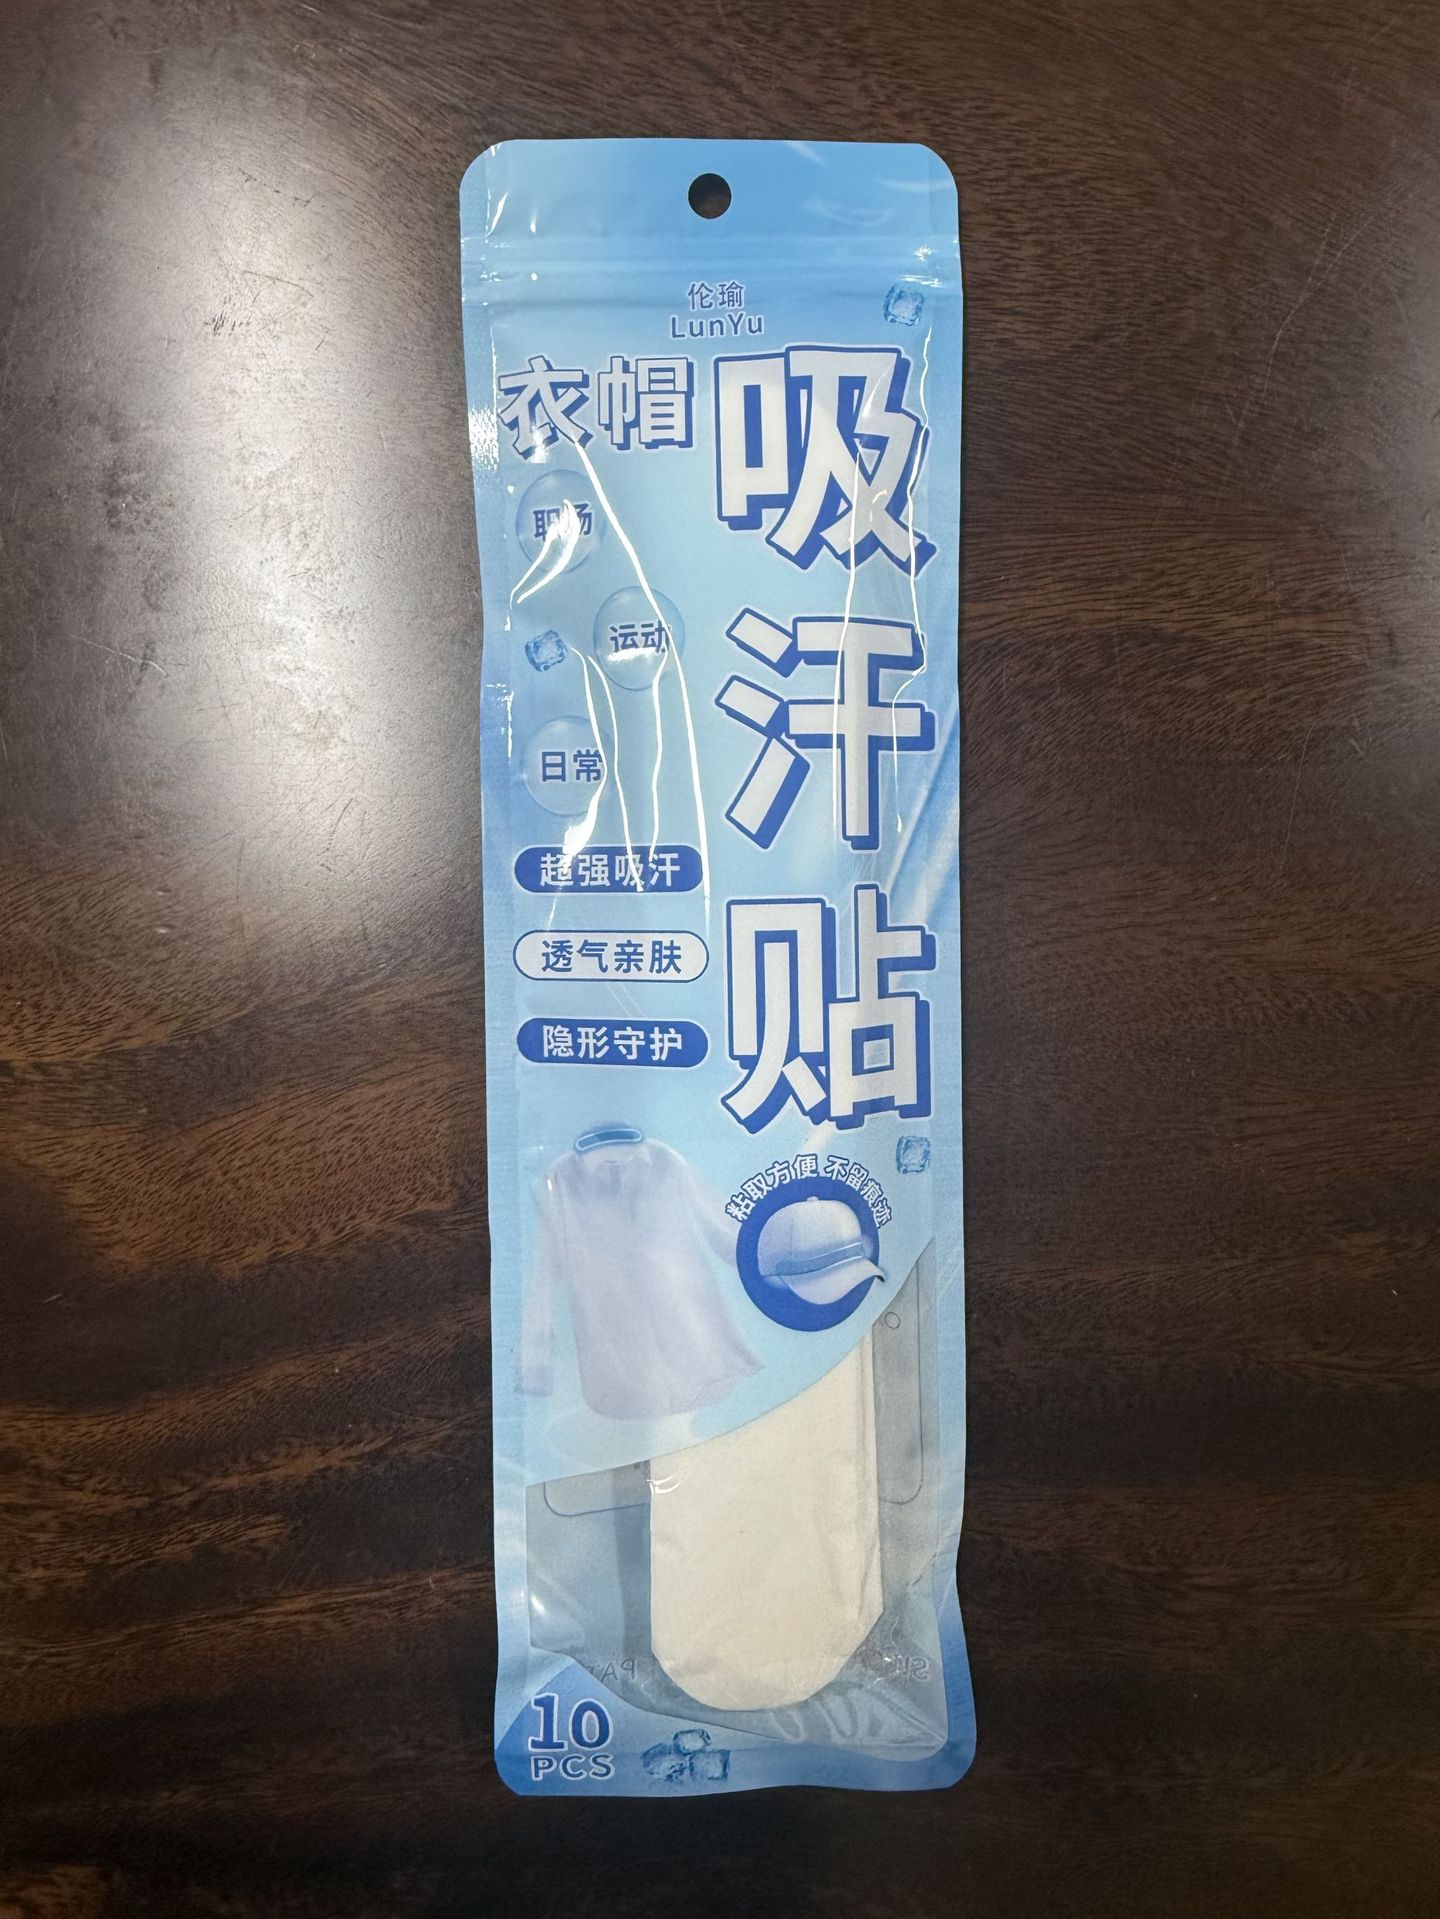 伦瑜
LunYu
衣帽
吸汗贴
职场
运动
日常
超强吸汗
透气亲肤
隐形守护
粘取方便 不留痕迹
10
PCS